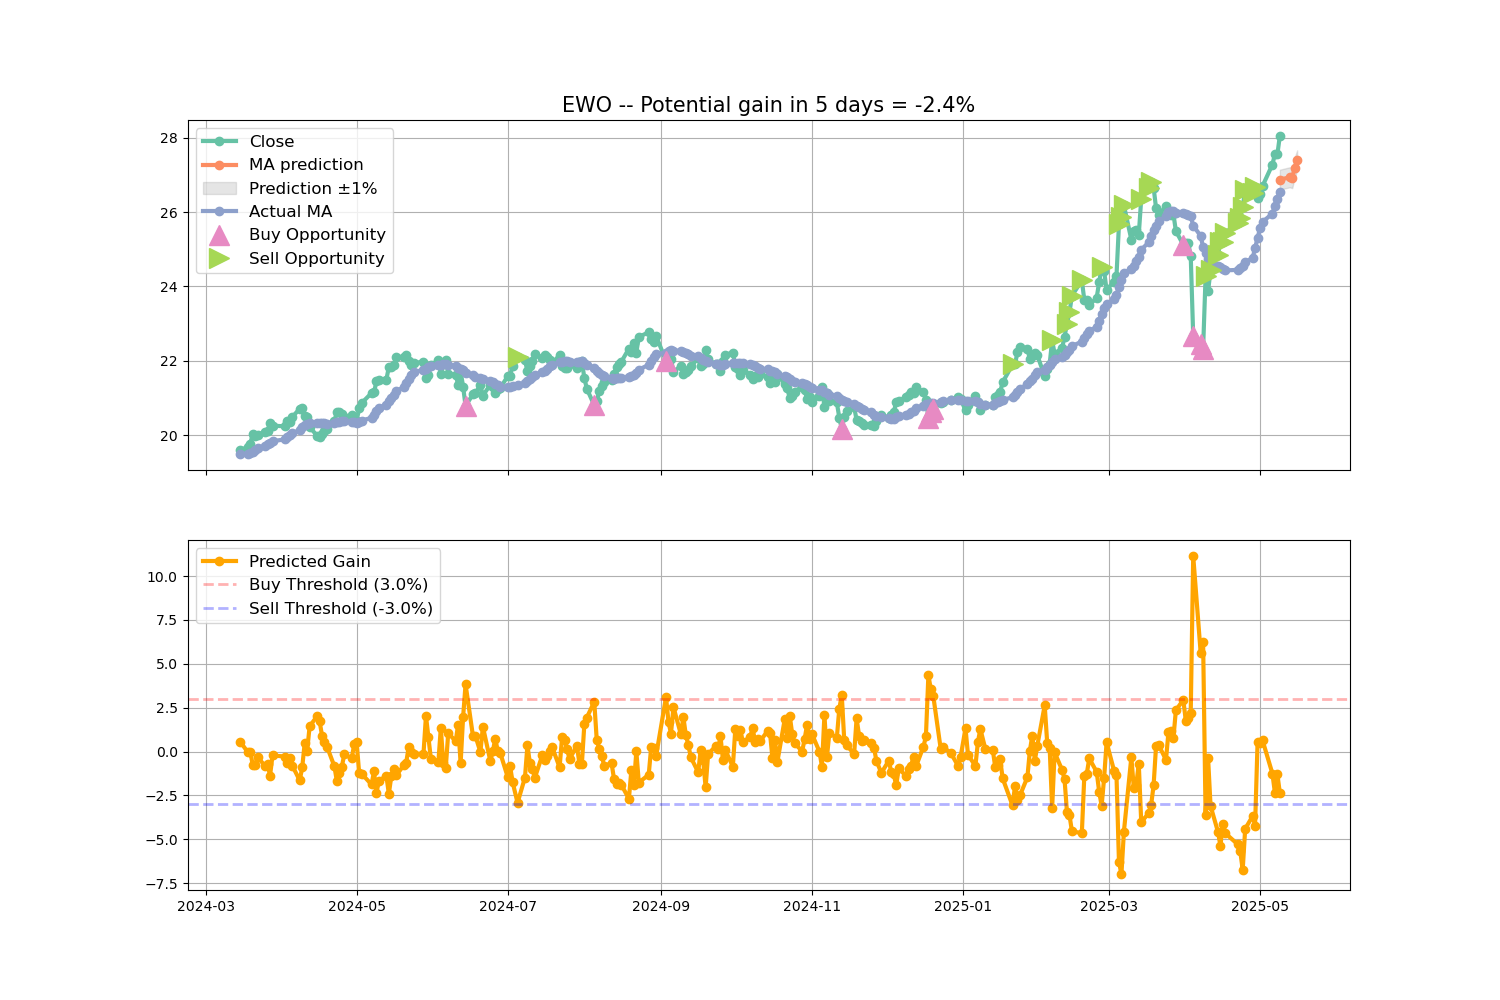 EWO -- Potential gain in 5 days = -2.4%
28
26
24
22
20
Close
MA prediction
Prediction ±1%
Actual MA
Buy Opportunity
Sell Opportunity
10.0
7.5
5.0
2.5
0.0
−2.5
−5.0
−7.5
Predicted Gain
Buy Threshold (3.0%)
Sell Threshold (-3.0%)
2024-03 2024-05 2024-07 2024-09 2024-11 2025-01 2025-03 2025-05